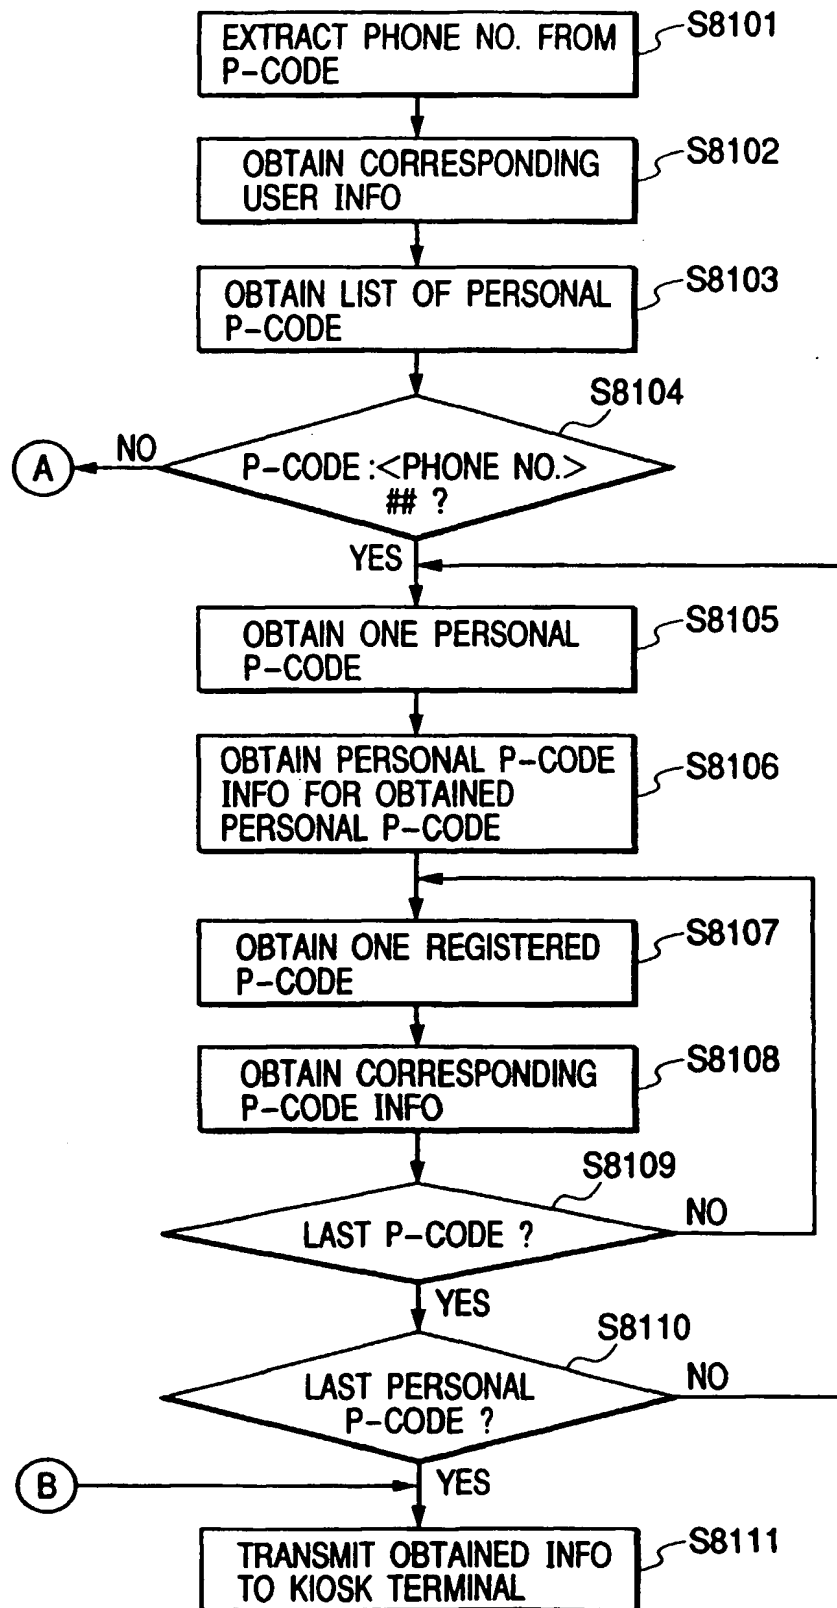 EXTRACT PHONE NO. FROM
P-CODE
S8101
OBTAIN CORRESPONDING
USER INFO
S8102
OBTAIN LIST OF PERSONAL
P-CODE
S8103
S8104
A
NO
P-CODE :<PHONE NO.>
## ?
YES
OBTAIN ONE PERSONAL
P-CODE
S8105
OBTAIN PERSONAL P-CODE
INFO FOR OBTAINED
PERSONAL P-CODE
S8106
OBTAIN ONE REGISTERED
P-CODE
S8107
OBTAIN CORRESPONDING
P-CODE INFO
S8108
S8109
LAST P-CODE ?
NO
YES
S8110
LAST PERSONAL
P-CODE ?
NO
B
YES
TRANSMIT OBTAINED INFO
TO KIOSK TERMINAL
S8111